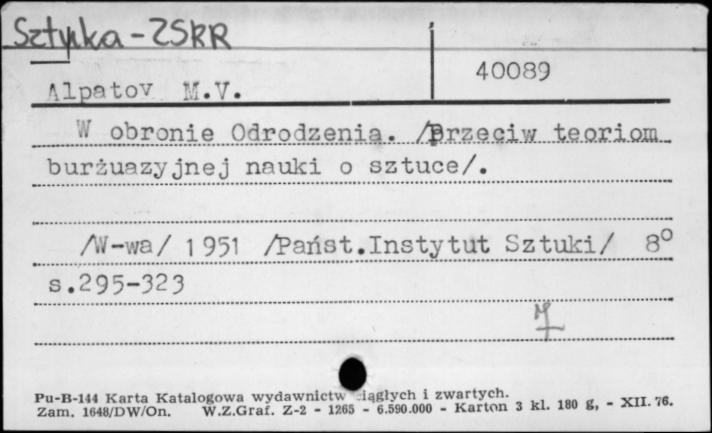 Sztuka - ZSRR
40089
Alpatov M.V.
W obronie Odrodzenia. /Przeciw teoriom
burżuazyjnej nauki o sztuce/.
/W-wa/ 1951 /Państ.Instytut Sztuki/ 8°
s.295-323
Pu-B-144 Karta Katalogowa wydawnictw ciągłych i zwartych.
Zam. 1648/DW/On. W.Z.Graf. Z-2 - 1265 - 6.590.000 - Karton 3 kl. 180 g, - XII. 76.